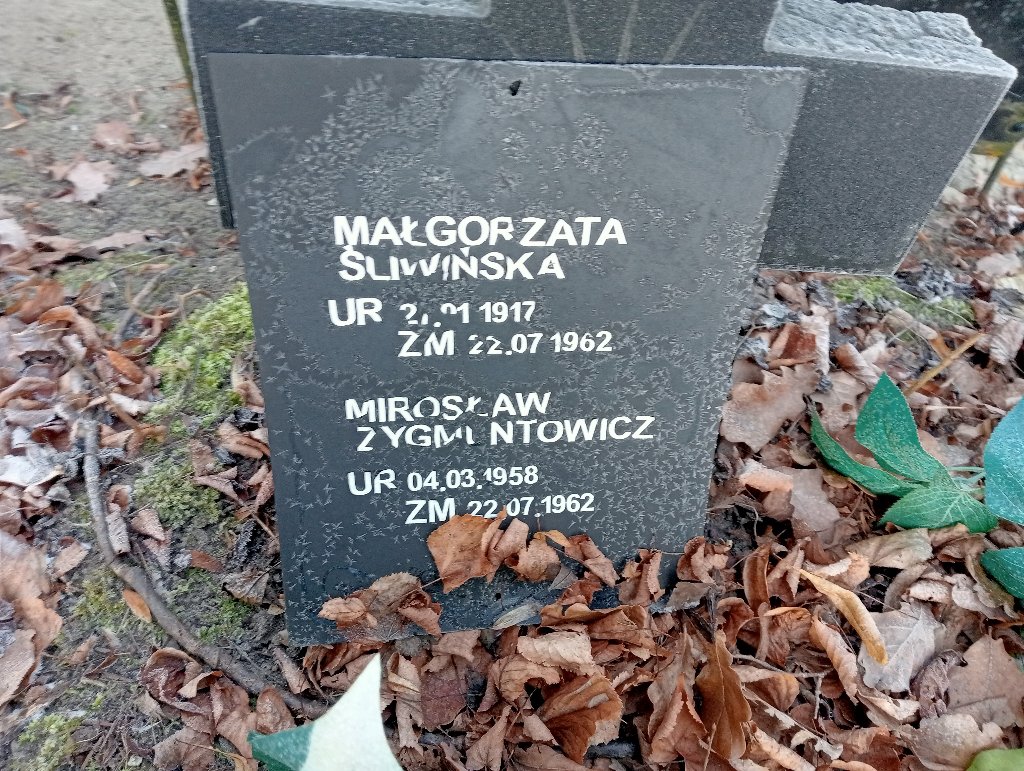 MAŁGORZATA
ŚLIWIŃSKA
UR 1917
ZM 22.07 1962
MIROSŁAW
ZYGMUNTOWICZ
UR 04.03.1958
ZM 22.07.1962